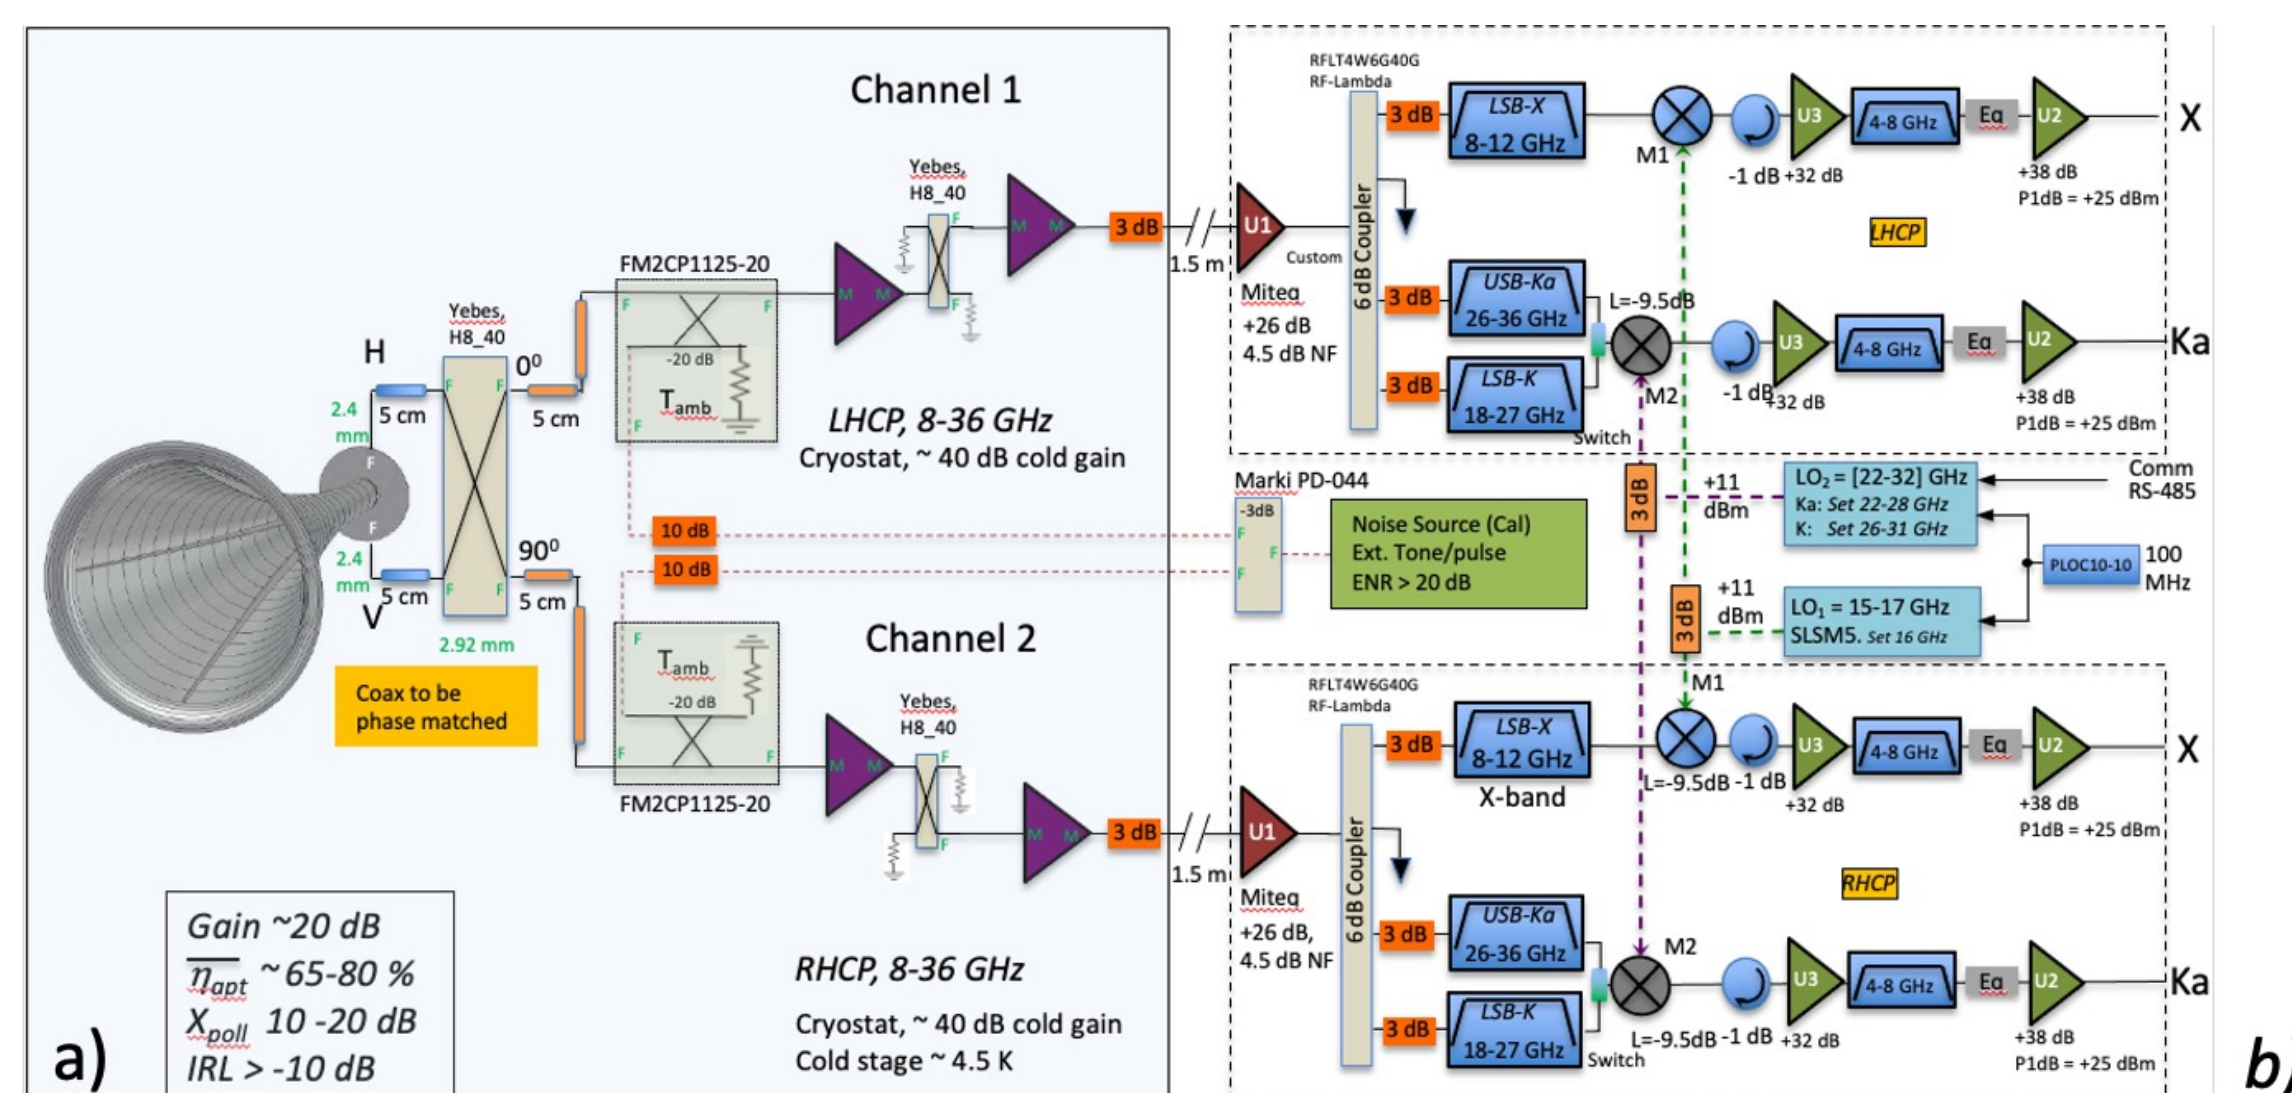 Channel 1
Yebes,
H8_40
M
M
M
M
3 dB
1.5 m
F
F
FM2CP1125-20
F
F
-20 dB
Tamb
F
LHCP, 8-36 GHz
Cryostat, ~ 40 dB cold gain
Yebes,
H8_40
H
0⁰
2.4
mm
5 cm
5 cm
F
F
F
F
90⁰
2.4
mm
5 cm
5 cm
V
F
F
2.92 mm
Coax to be
phase matched
10 dB
10 dB
Channel 2
F
Tamb
-20 dB
F
F
FM2CP1125-20
Yebes,
H8_40
M
M
F
F
M
M
3 dB
1.5 m
RHCP, 8-36 GHz
Cryostat, ~ 40 dB cold gain
Cold stage ~ 4.5 K
Gain ~20 dB
ηapt ~ 65-80 %
Xpoll 10 -20 dB
IRL > -10 dB
a)
RFLT4W6G40G
RF-Lambda
U1
Custom
Miteq
+26 dB
4.5 dB NF
6 dB Coupler
3 dB
LSB-X
8-12 GHz
M1
-1 dB
U3
+32 dB
4-8 GHz
Eq
U2
+38 dB
P1dB = +25 dBm
X
LHCP
3 dB
USB-Ka
26-36 GHz
L=-9.5dB
3 dB
LSB-K
18-27 GHz
Switch
M2
-1 dB
U3
+32 dB
4-8 GHz
Eq
U2
+38 dB
P1dB = +25 dBm
Ka
Marki PD-044
-3dB
F
F
F
Noise Source (Cal)
Ext. Tone/pulse
ENR > 20 dB
3 dB
+11
dBm
LO₂ = [22-32] GHz
Ka: Set 22-28 GHz
K: Set 26-31 GHz
Comm
RS-485
PLOC10-10
100
MHz
3 dB
+11
dBm
LO₁ = 15-17 GHz
SLSM5. Set 16 GHz
RFLT4W6G40G
RF-Lambda
U1
Miteq
+26 dB,
4.5 dB NF
6 dB Coupler
3 dB
LSB-X
8-12 GHz
X-band
M1
L=-9.5dB
-1 dB
U3
+32 dB
4-8 GHz
Eq
U2
+38 dB
P1dB = +25 dBm
X
RHCP
3 dB
USB-Ka
26-36 GHz
3 dB
LSB-K
18-27 GHz
Switch
M2
L=-9.5dB
-1 dB
U3
+32 dB
4-8 GHz
Eq
U2
+38 dB
P1dB = +25 dBm
Ka
b)